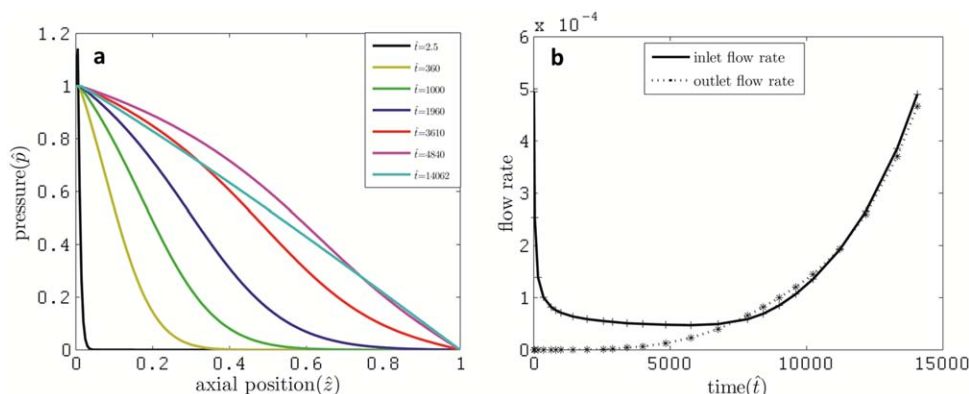 a
1.2
1
0.8
0.6
0.4
0.2
0
pressure(p̂)
0
0.2
0.4
0.6
0.8
1
axial position(ẑ)
t̂=2.5
t̂=360
t̂=1000
t̂=1960
t̂=3610
t̂=4840
t̂=14062
b
x 10⁻⁴
6
5
4
3
2
1
0
flow rate
0
5000
10000
15000
time(t̂)
inlet flow rate
outlet flow rate